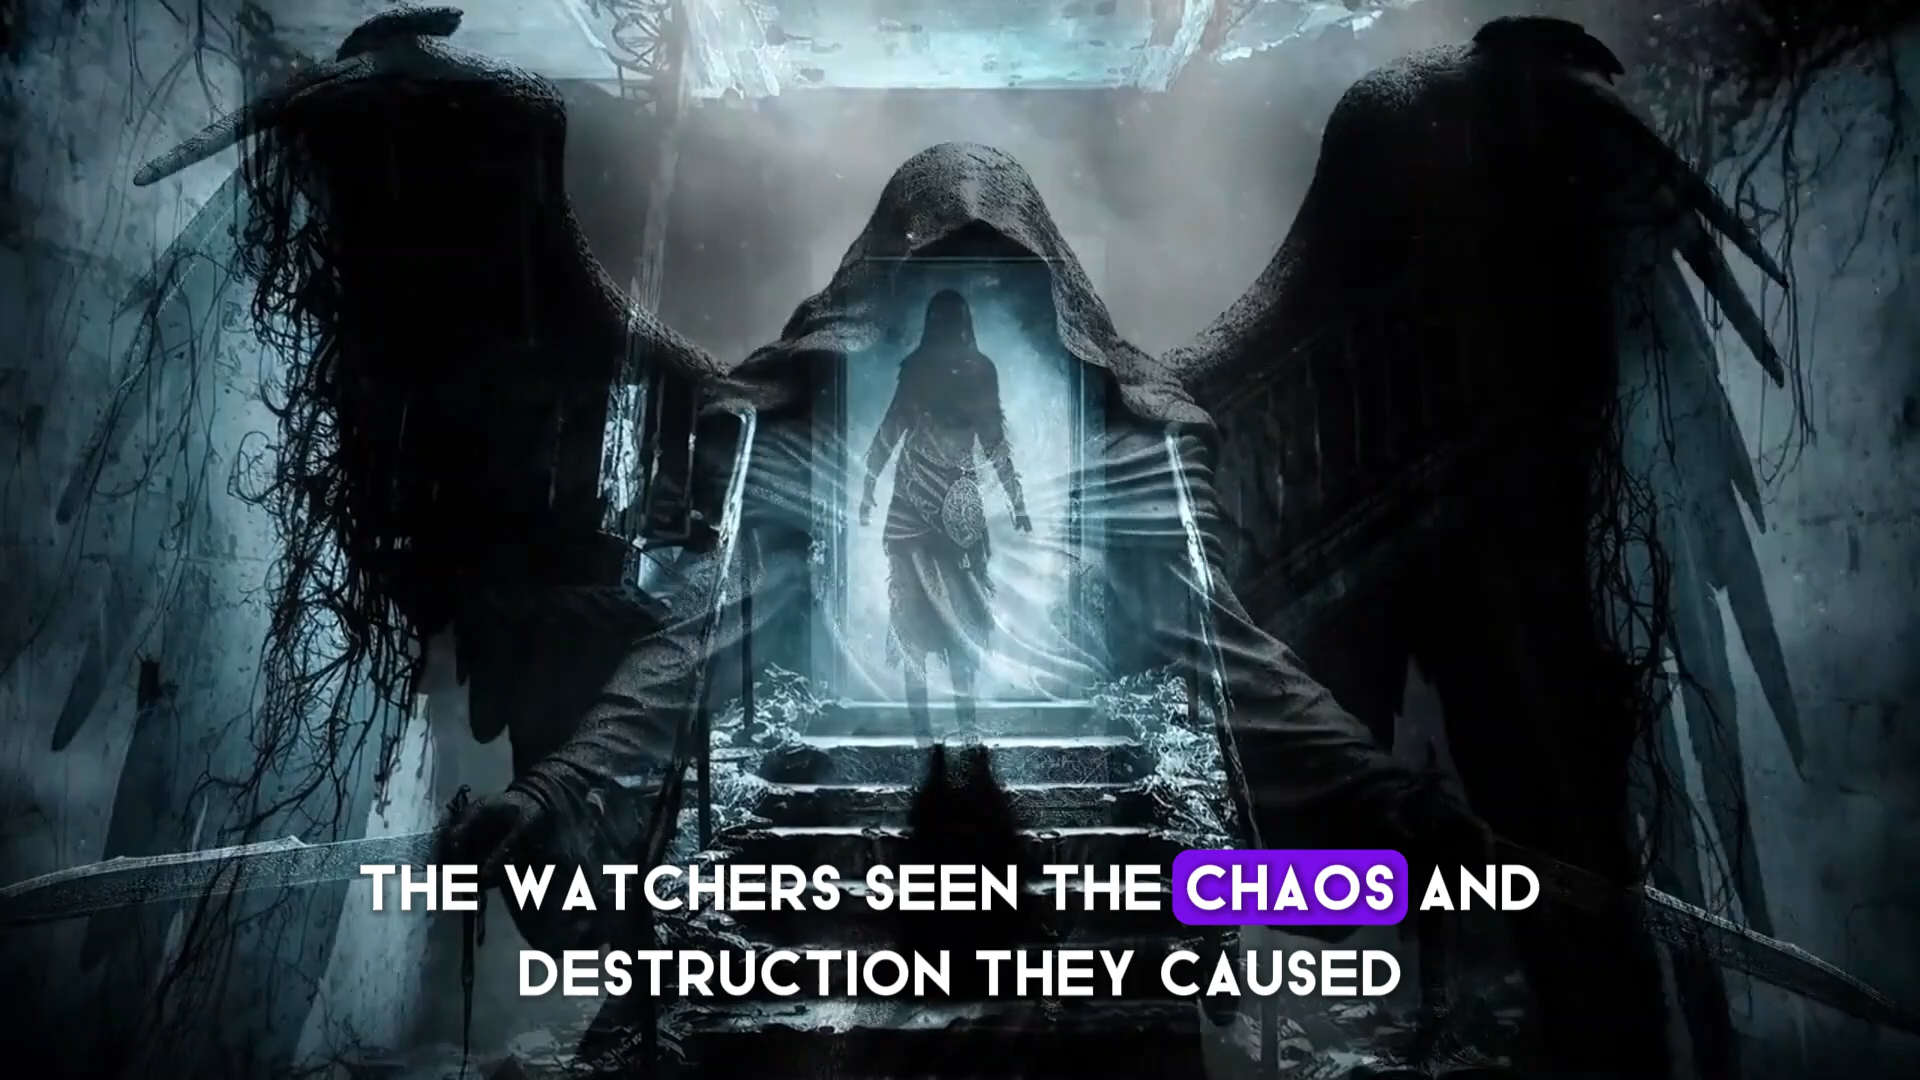 THE WATCHERS SEEN THE CHAOS AND
DESTRUCTION THEY CAUSED